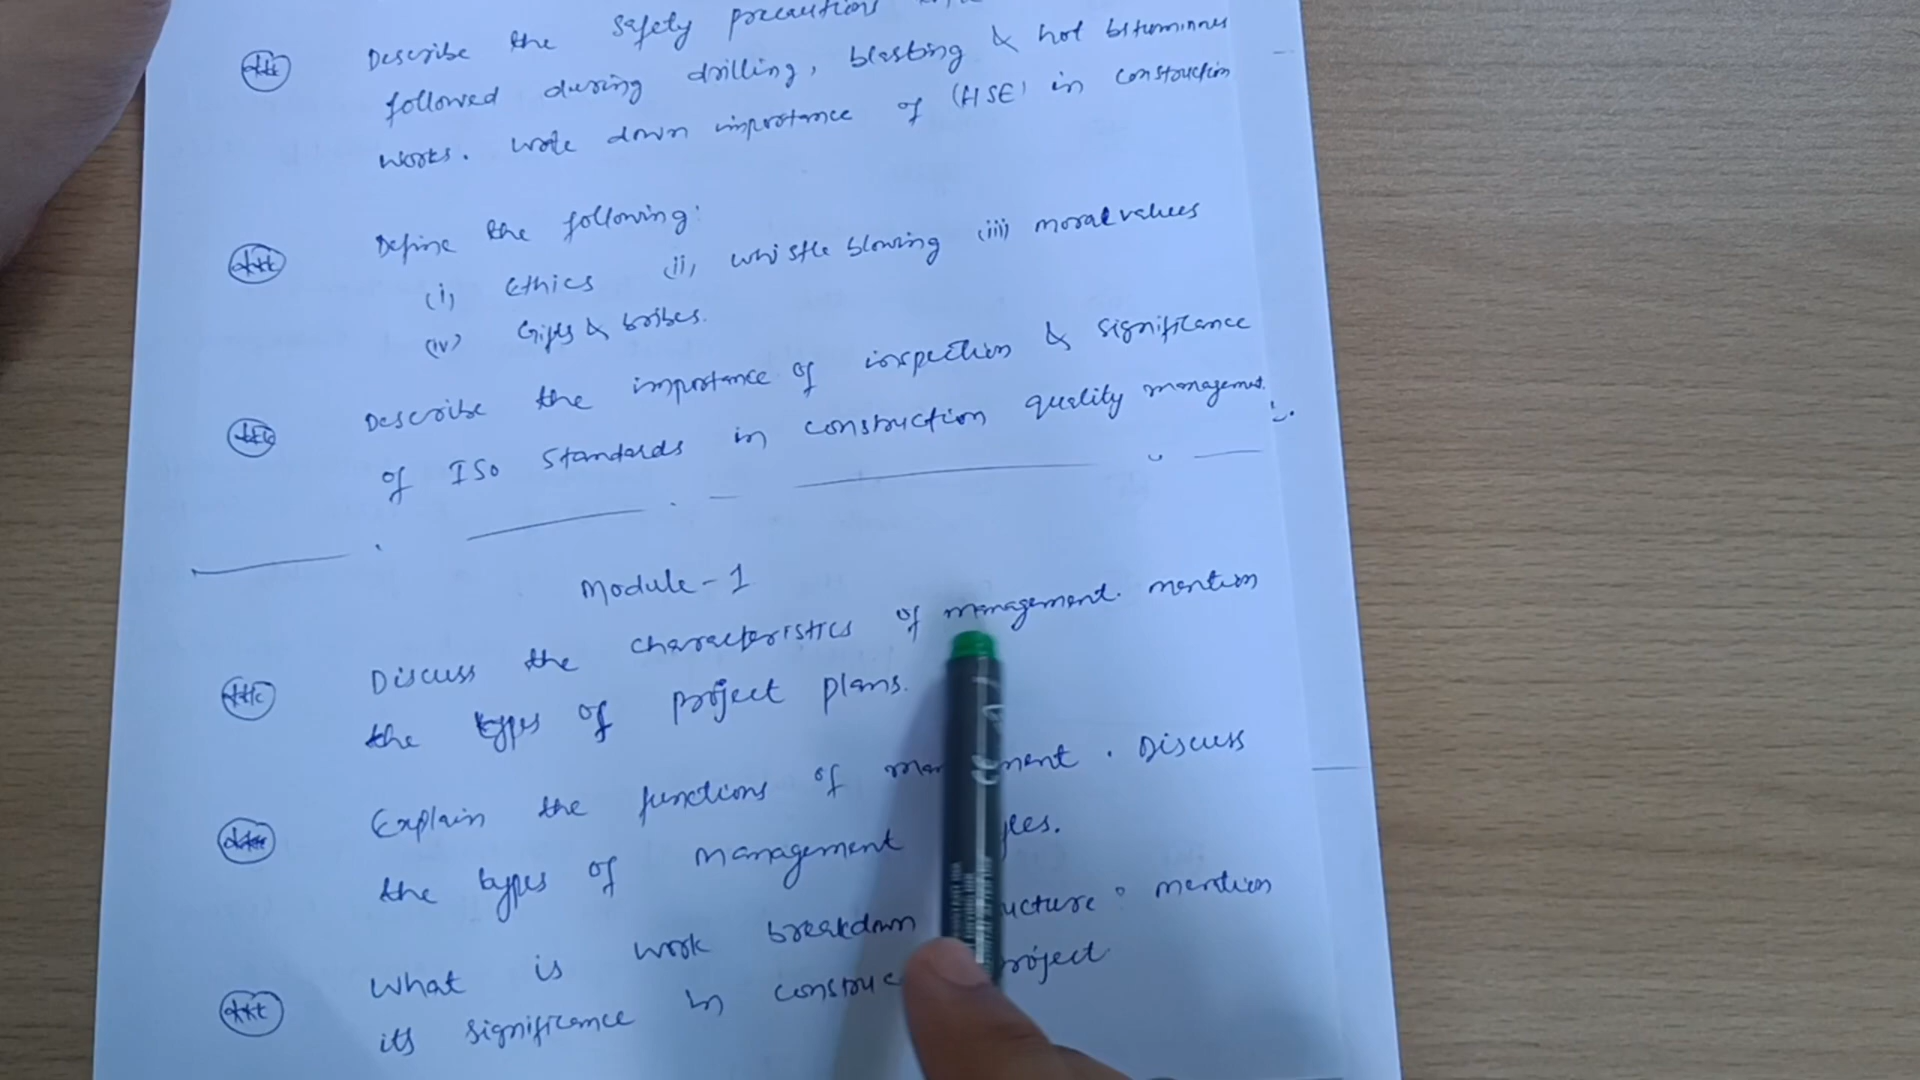 Describe the safety precautions
followed during drilling, blasting & hot bituminus
works. write down importance of (HSE) in construction
Define the following:
(i) Ethics (ii) whistle blowing (iii) moral values
(iv) Gifts & bribes.
Describe the importance of inspection & significance
of ISO Standards in construction quality management.
Module-1
Discuss the characteristics of management. mention
the types of project plans.
Explain the functions of management. Discuss
the types of management
What is work breakdown structure. mention
its significance in project